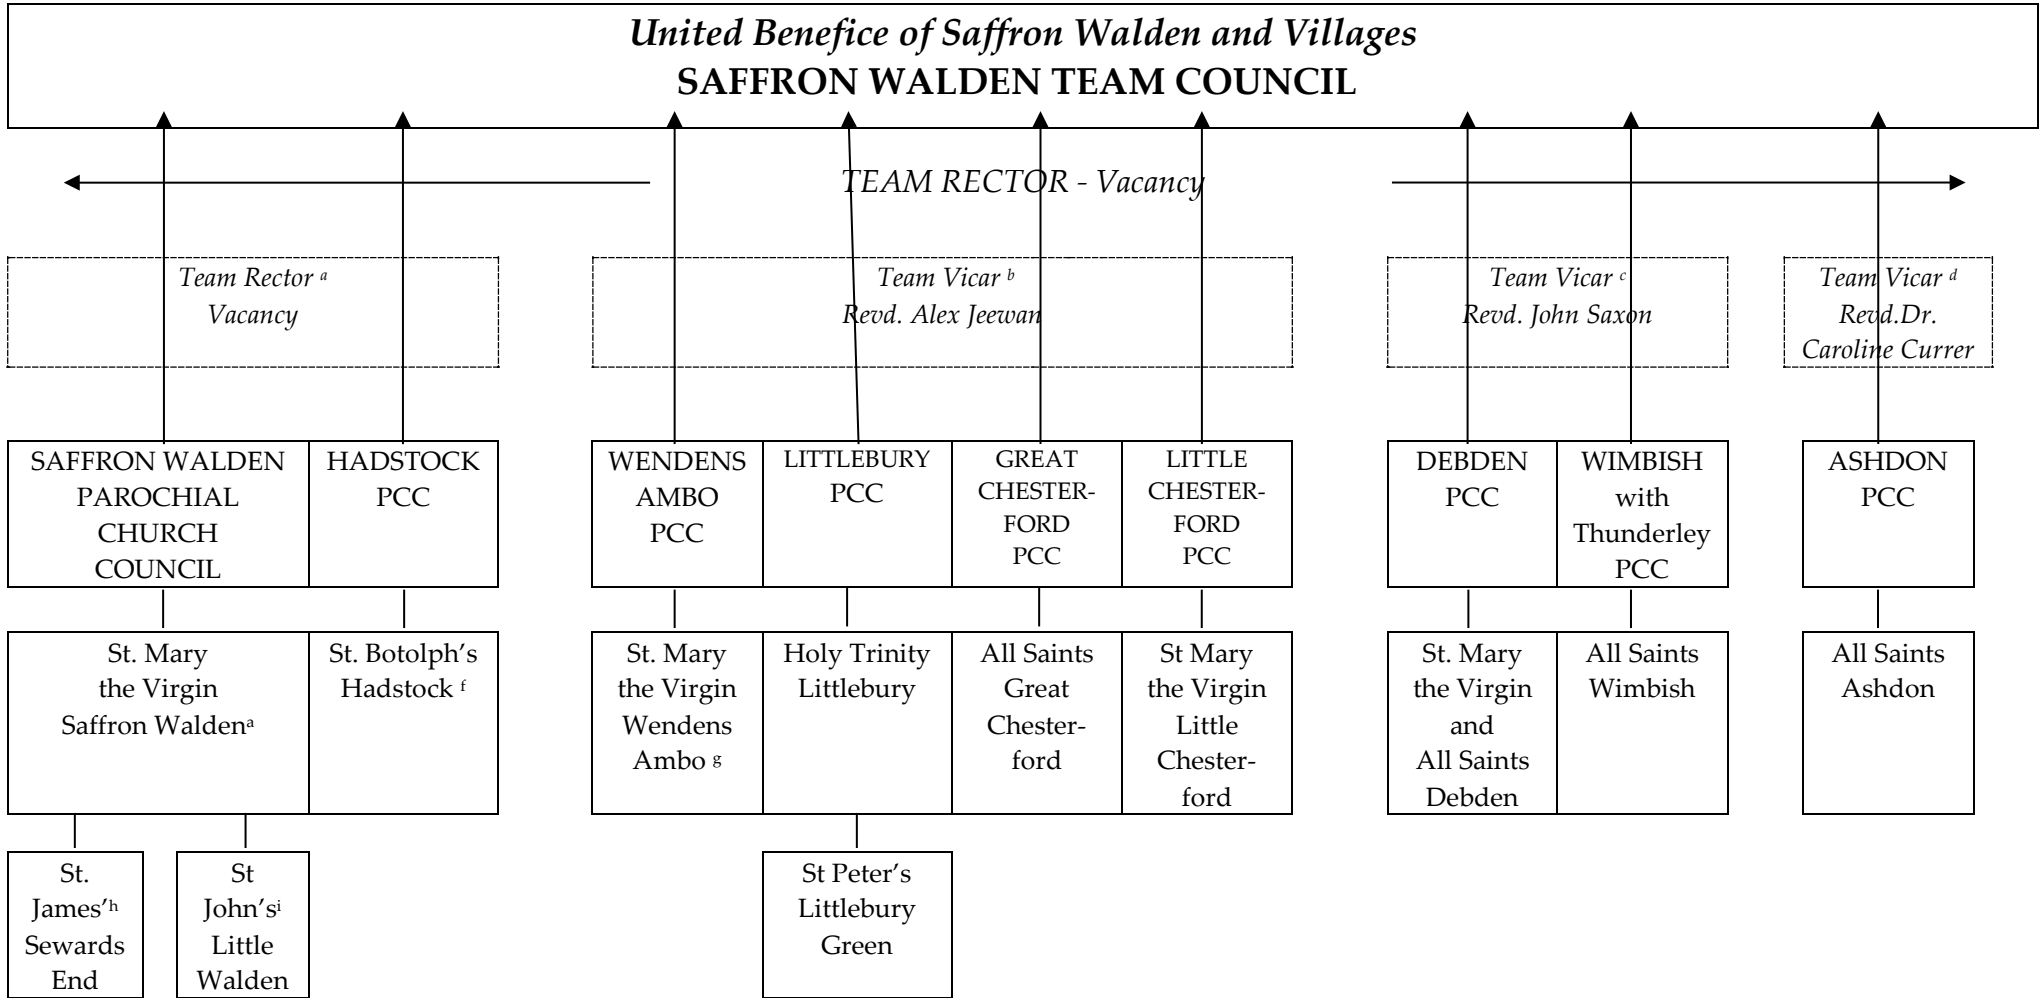 United Benefice of Saffron Walden and Villages
SAFFRON WALDEN TEAM COUNCIL
TEAM RECTOR - Vacancy
Team Rector ᵃ
Vacancy
Team Vicar ᵇ
Revd. Alex Jeewan
Team Vicar ᶜ
Revd. John Saxon
Team Vicar ᵈ
Revd.Dr.
Caroline Currer
SAFFRON WALDEN
PAROCHIAL
CHURCH
COUNCIL
HADSTOCK
PCC
WENDENS
AMBO
PCC
LITTLEBURY
PCC
GREAT
CHESTER-
FORD
PCC
LITTLE
CHESTER-
FORD
PCC
DEBDEN
PCC
WIMBISH
with
Thunderley
PCC
ASHDON
PCC
St. Mary
the Virgin
Saffron Waldenᵃ
St. Botolph’s
Hadstock ᶠ
St. Mary
the Virgin
Wendens
Ambo ᵍ
Holy Trinity
Littlebury
All Saints
Great
Chester-
ford
St Mary
the Virgin
Little
Chester-
ford
St. Mary
the Virgin
and
All Saints
Debden
All Saints
Wimbish
All Saints
Ashdon
St.
James’ʰ
Sewards
End
St
John’sⁱ
Little
Walden
St Peter’s
Littlebury
Green